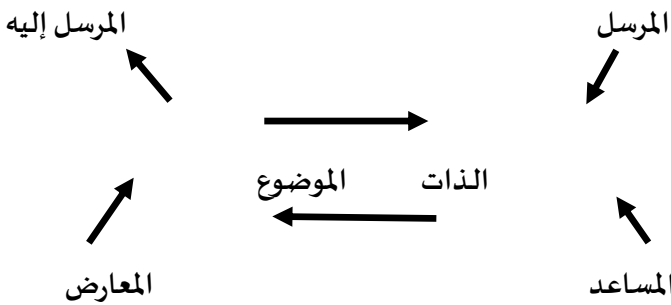 المرسل المرسل إليه
الذات الموضوع
المساعد المعارض